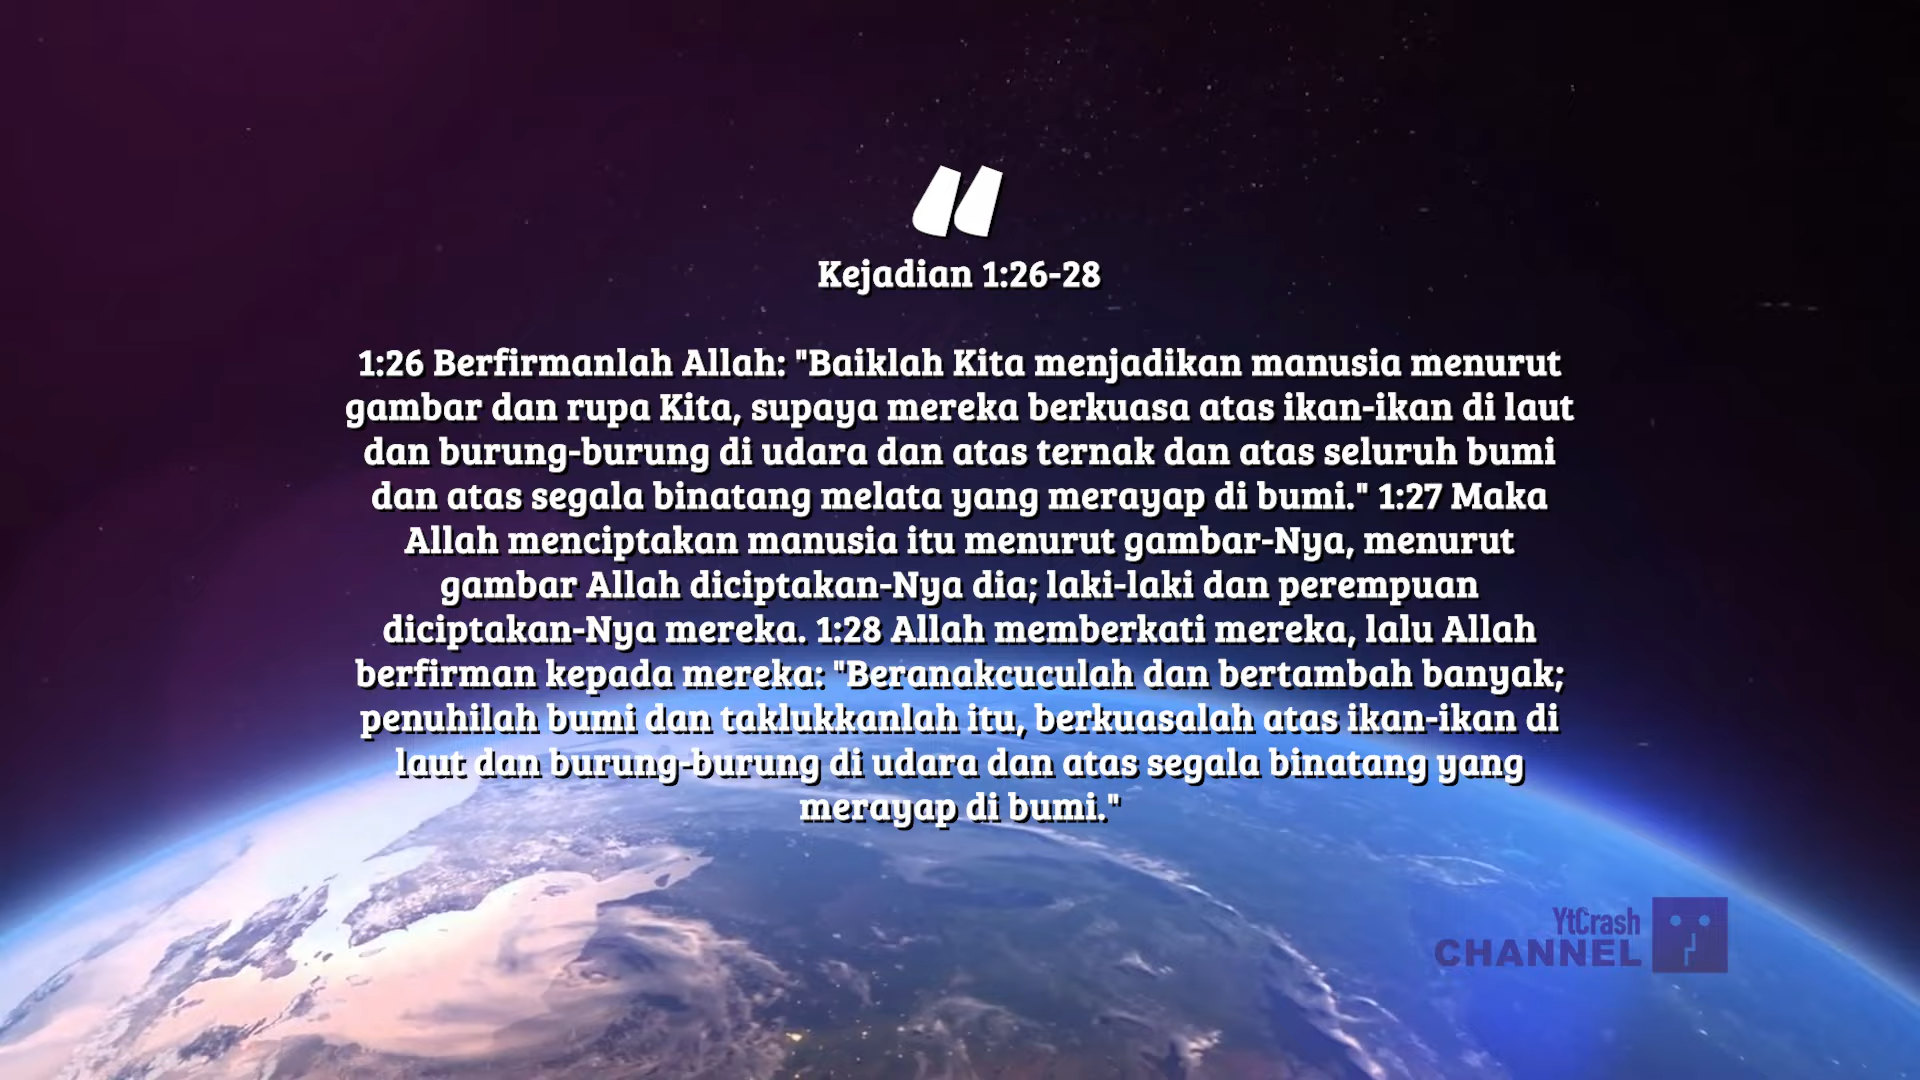 Kejadian 1:26-28
1:26 Berfirmanlah Allah: "Baiklah Kita menjadikan manusia menurut
gambar dan rupa Kita, supaya mereka berkuasa atas ikan-ikan di laut
dan burung-burung di udara dan atas ternak dan atas seluruh bumi
dan atas segala binatang melata yang merayap di bumi." 1:27 Maka
Allah menciptakan manusia itu menurut gambar-Nya, menurut
gambar Allah diciptakan-Nya dia; laki-laki dan perempuan
diciptakan-Nya mereka. 1:28 Allah memberkati mereka, lalu Allah
berfirman kepada mereka: "Beranakcuculah dan bertambah banyak;
penuhilah bumi dan taklukkanlah itu, berkuasalah atas ikan-ikan di
laut dan burung-burung di udara dan atas segala binatang yang
merayap di bumi."
YtCrash
CHANNEL